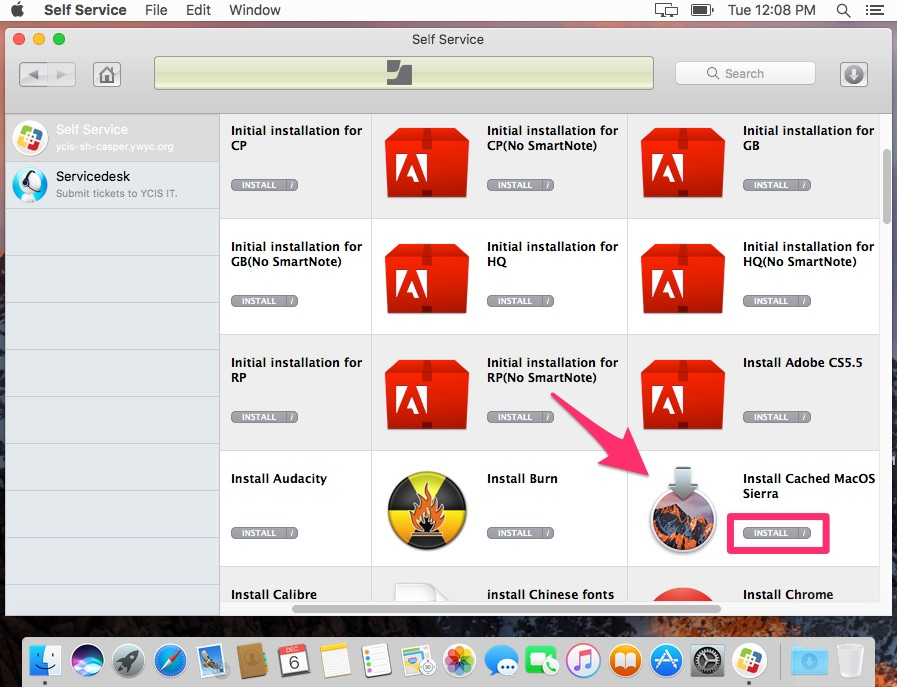 Self Service File Edit Window Tue 12:08 PM
Self Service
Search
Self Service
ycis-sh-casper.ywyc.org
Servicedesk
Submit tickets to YCIS IT.
Initial installation for
CP
INSTALL i
Initial installation for
CP(No SmartNote)
INSTALL i
Initial installation for
GB
INSTALL i
Initial installation for
GB(No SmartNote)
INSTALL i
Initial installation for
HQ
INSTALL i
Initial installation for
HQ(No SmartNote)
INSTALL i
Initial installation for
RP
INSTALL i
Initial installation for
RP(No SmartNote)
INSTALL i
Install Adobe CS5.5
INSTALL i
Install Audacity
INSTALL i
Install Burn
INSTALL i
Install Cached MacOS
Sierra
INSTALL i
Install Calibre
install Chinese fonts
Install Chrome
DEC
6